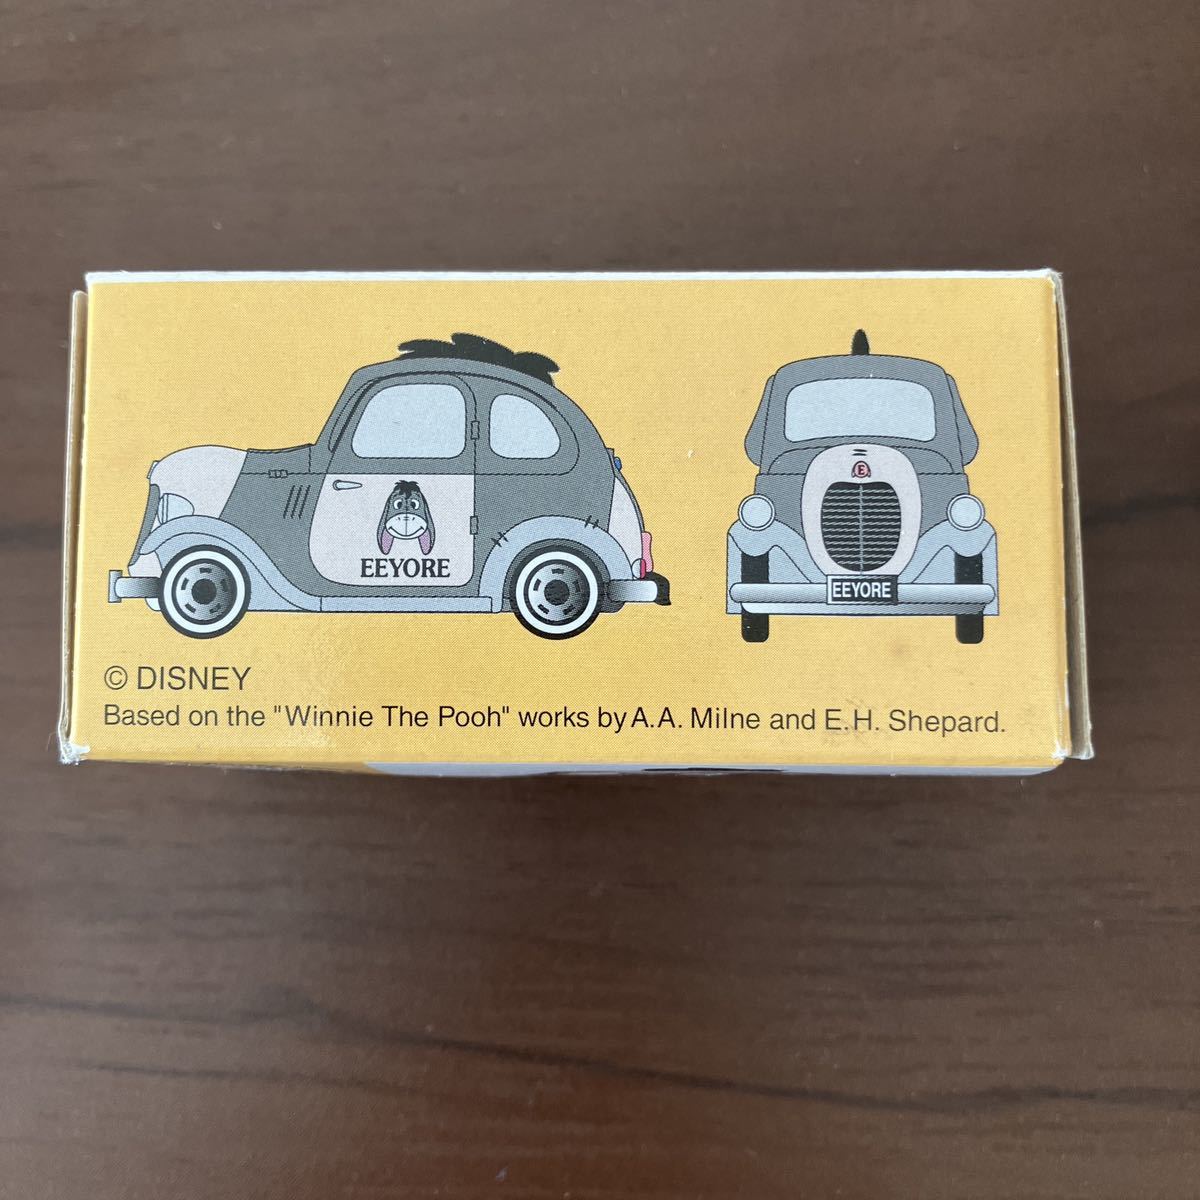 EEYORE
E
EEYORE
© DISNEY
Based on the "Winnie The Pooh" works by A.A. Milne and E.H. Shepard.